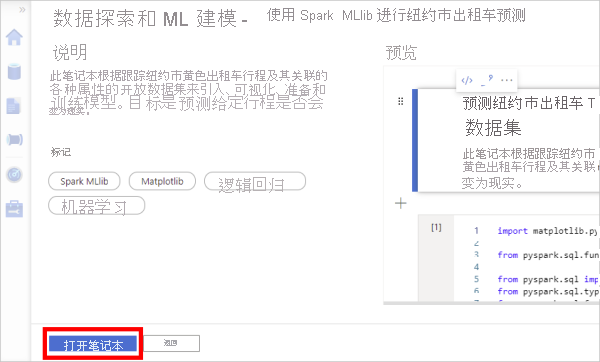 数据探索和 ML 建模 - 使用 Spark MLlib 进行纽约市出租车预测
说明
此笔记本根据跟踪纽约市黄色出租车行程及其关联的
各种属性的开放数据集来引入、可视化、准备和
训练模型。目标是预测给定行程是否会
变为现实。
标记
Spark MLlib
Matplotlib
逻辑回归
机器学习
打开笔记本
预览
预测纽约市出租车 T
数据集
此笔记本根据跟踪纽约市
黄色出租车行程及其关联
变为现实。
[1]
1 import matplotlib.py
2
3 from pyspark.sql.fun
4
5 from pyspark.sql imp
6 from pyspark.sql.typ